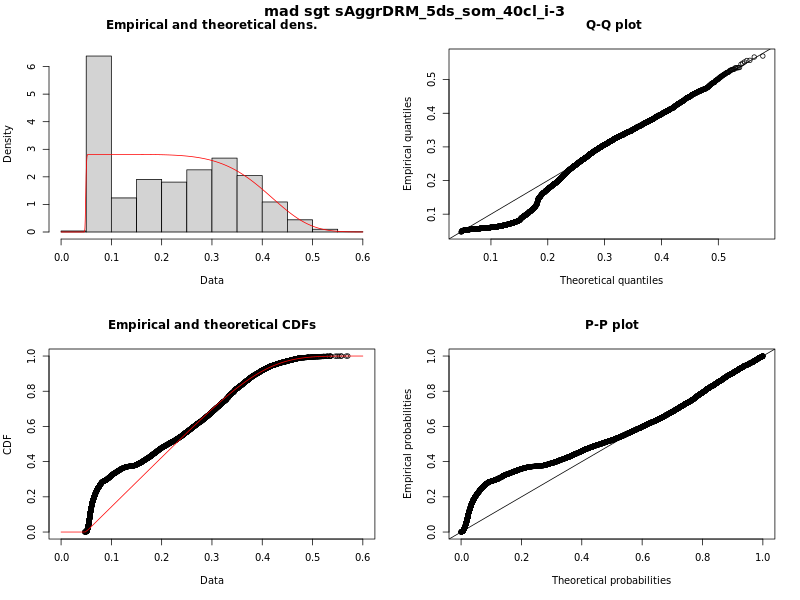 mad sgt sAggrDRM_5ds_som_40cl_i-3
Empirical and theoretical dens.
Density
0 1 2 3 4 5 6
0.0 0.1 0.2 0.3 0.4 0.5 0.6
Data
Q-Q plot
Empirical quantiles
0.1 0.2 0.3 0.4 0.5
0.1 0.2 0.3 0.4 0.5
Theoretical quantiles
Empirical and theoretical CDFs
CDF
0.0 0.2 0.4 0.6 0.8 1.0
0.0 0.1 0.2 0.3 0.4 0.5 0.6
Data
P-P plot
Empirical probabilities
0.0 0.2 0.4 0.6 0.8 1.0
0.0 0.2 0.4 0.6 0.8 1.0
Theoretical probabilities